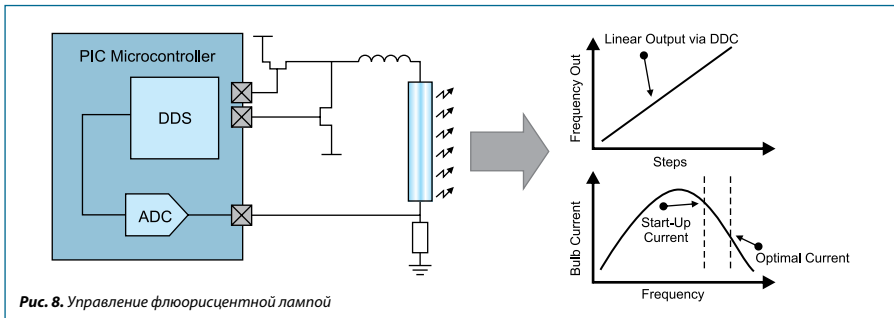 PIC Microcontroller
DDS
ADC
Linear Output via DDC
Frequency Out
Steps
Bulb Current
Start-Up
Current
Optimal Current
Frequency
Рис. 8. Управление флюорисцентной лампой